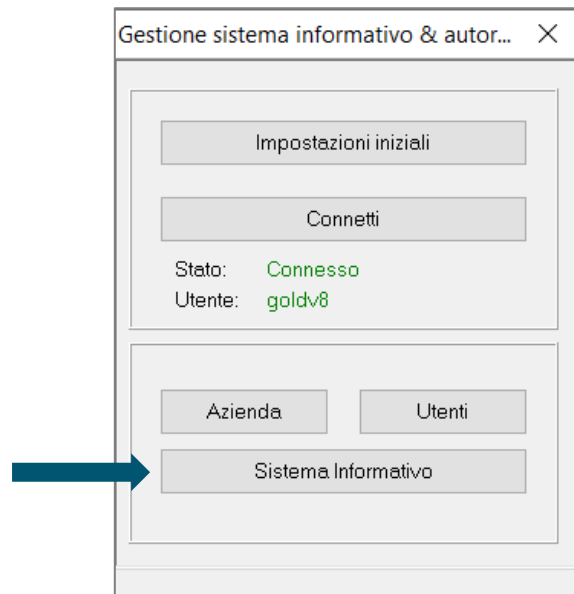 Gestione sistema informativo & autor...
Impostazioni iniziali
Connetti
Stato: Connesso
Utente: goldv8
Azienda Utenti
Sistema Informativo